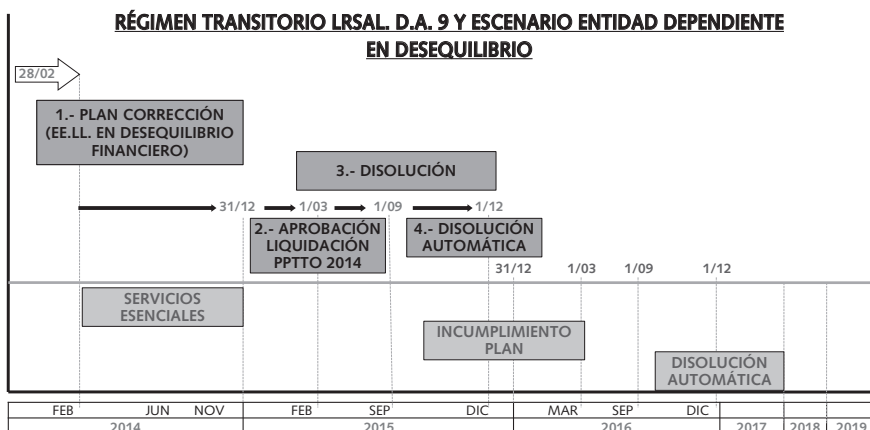 RÉGIMEN TRANSITORIO LRSAL. D.A. 9 Y ESCENARIO ENTIDAD DEPENDIENTE
EN DESEQUILIBRIO
28/02
1.- PLAN CORRECCIÓN
(EE.LL. EN DESEQUILIBRIO
FINANCIERO)
3.- DISOLUCIÓN
31/12 1/03 1/09 1/12
2.- APROBACIÓN
LIQUIDACIÓN
PPTTO 2014
4.- DISOLUCIÓN
AUTOMÁTICA
31/12 1/03 1/09 1/12
SERVICIOS
ESENCIALES
INCUMPLIMIENTO
PLAN
DISOLUCIÓN
AUTOMÁTICA
FEB JUN NOV FEB SEP DIC MAR SEP DIC
2014 2015 2016 2017 2018 2019